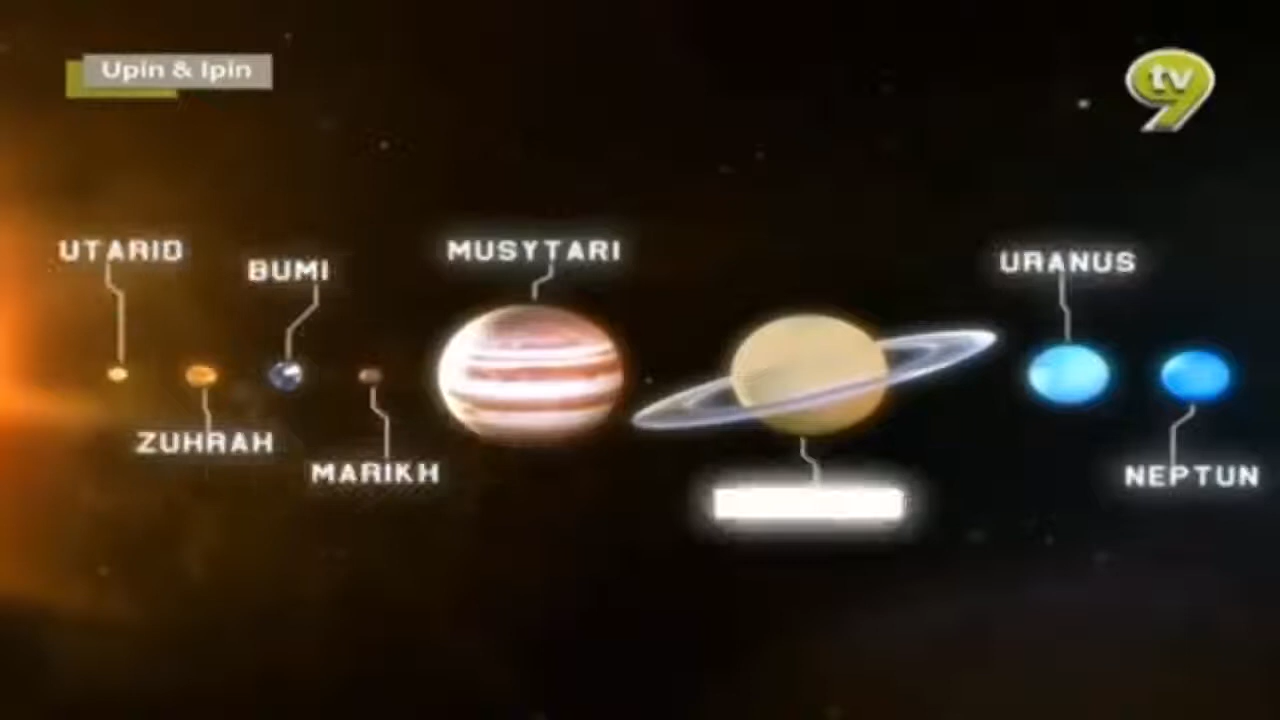 Upin & Ipin
tv9
UTARID
BUMI
MUSYTARI
URANUS
ZUHRAH
MARIKH
NEPTUN